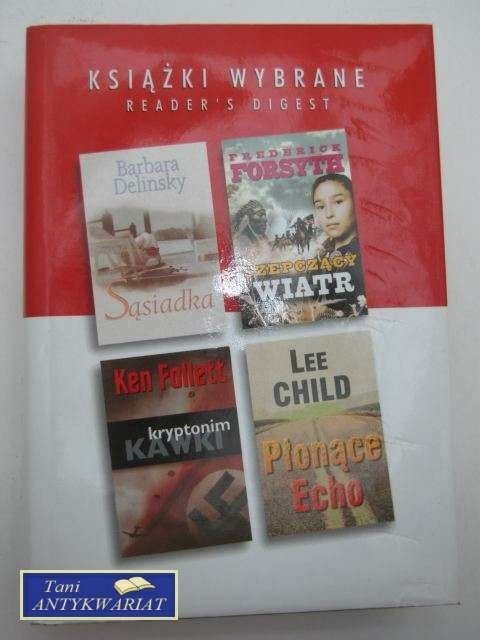 KSIĄŻKI WYBRANE
READER'S DIGEST
Barbara
Delinsky
Sąsiadka
FREDERICK
FORSYTH
SZEPCZĄCY
WIATR
Ken Follett
kryptonim
KAWKI
LEE
CHILD
Płonące
Echo
Tani
ANTYKWARIAT